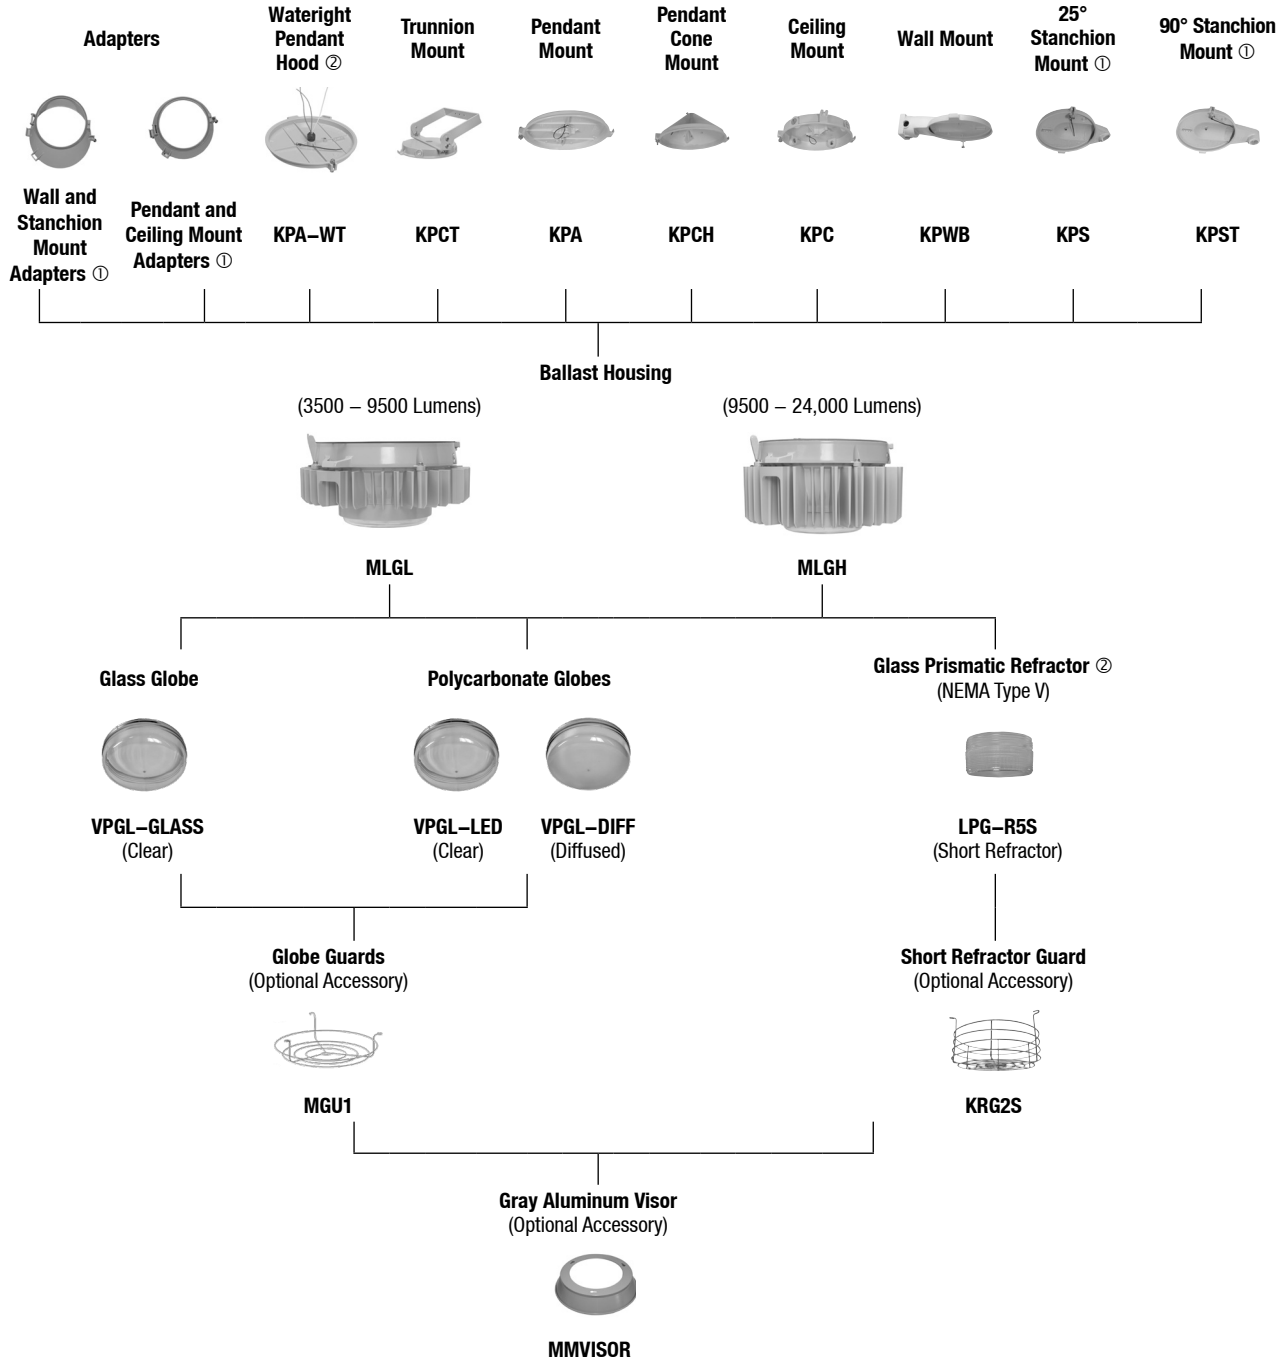 Adapters
Wateright
Pendant
Hood ②
Trunnion
Mount
Pendant
Mount
Pendant
Cone
Mount
Ceiling
Mount
Wall Mount
25°
Stanchion
Mount ①
90° Stanchion
Mount ①
Wall and
Stanchion
Mount
Adapters ①
Pendant and
Ceiling Mount
Adapters ①
KPA–WT
KPCT
KPA
KPCH
KPC
KPWB
KPS
KPST
Ballast Housing
(3500 – 9500 Lumens)
(9500 – 24,000 Lumens)
MLGL
MLGH
Glass Globe
Polycarbonate Globes
Glass Prismatic Refractor ②
(NEMA Type V)
VPGL–GLASS
(Clear)
VPGL–LED
(Clear)
VPGL–DIFF
(Diffused)
LPG–R5S
(Short Refractor)
Globe Guards
(Optional Accessory)
Short Refractor Guard
(Optional Accessory)
MGU1
KRG2S
Gray Aluminum Visor
(Optional Accessory)
MMVISOR